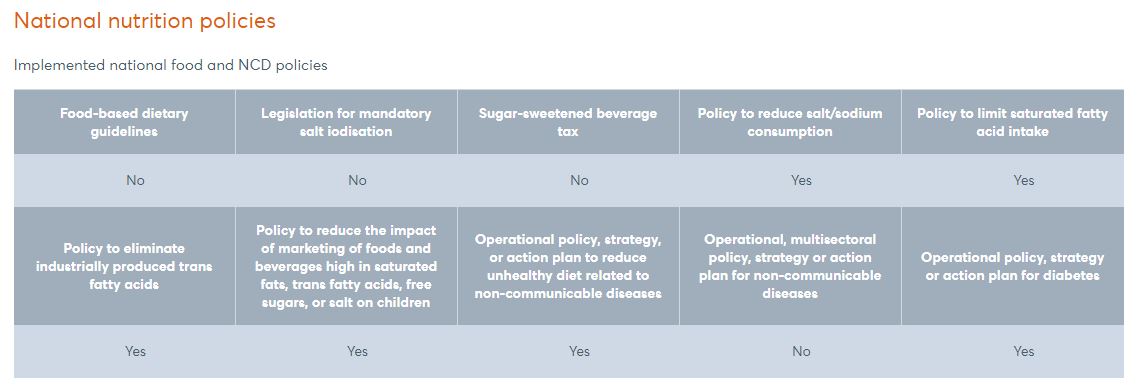 National nutrition policies
Implemented national food and NCD policies
Food-based dietary
guidelines
Legislation for mandatory
salt iodisation
Sugar-sweetened beverage
tax
Policy to reduce salt/sodium
consumption
Policy to limit saturated fatty
acid intake
No
No
No
Yes
Yes
Policy to eliminate
industrially produced trans
fatty acids
Policy to reduce the impact
of marketing of foods and
beverages high in saturated
fats, trans fatty acids, free
sugars, or salt on children
Operational policy, strategy,
or action plan to reduce
unhealthy diet related to
non-communicable diseases
Operational, multisectoral
policy, strategy or action
plan for non-communicable
diseases
Operational policy, strategy
or action plan for diabetes
Yes
Yes
Yes
No
Yes